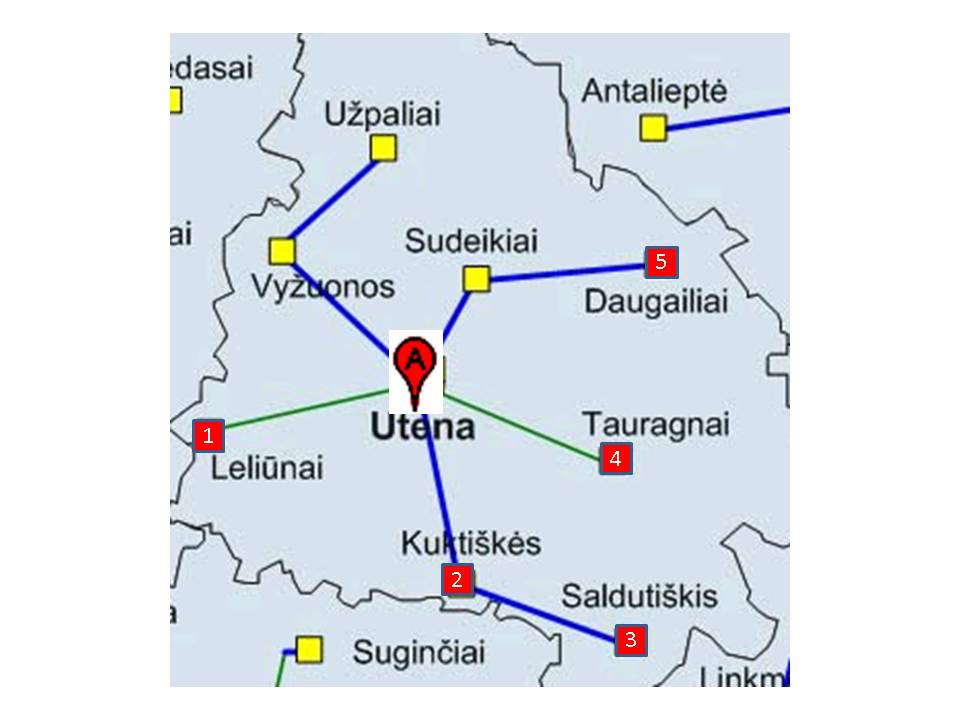 edasai
Antalieptė
Užpaliai
ai
Sudeikiai
5
Vyžuonos
Daugailiai
A
Utena
Tauragnai
1
4
Leliūnai
Kuktiškės
2
Saldutiškis
a
3
Suginčiai
Linkm